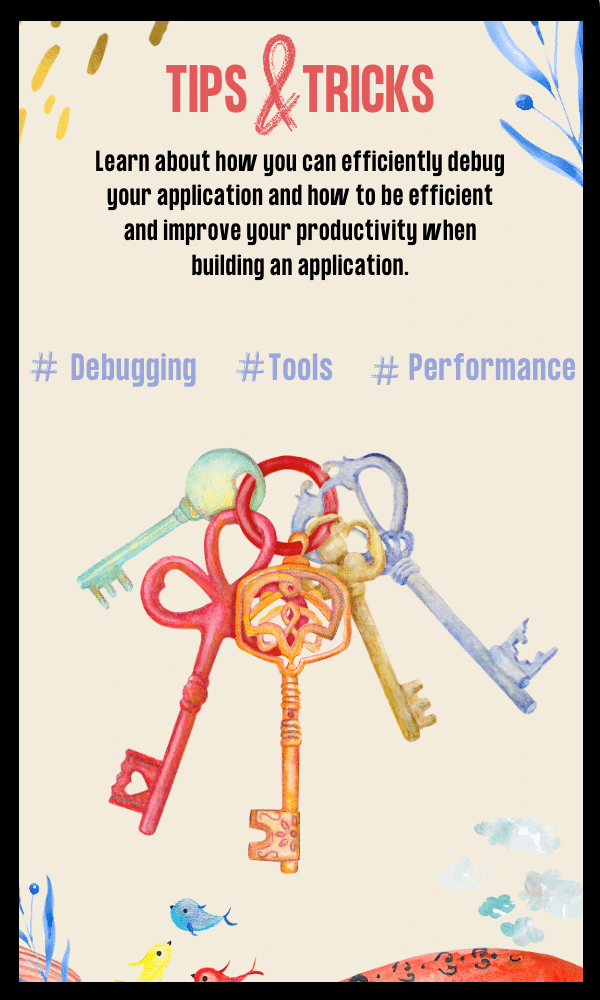 TIPS & TRICKS
Learn about how you can efficiently debug
your application and how to be efficient
and improve your productivity when
building an application.
# Debugging #Tools # Performance